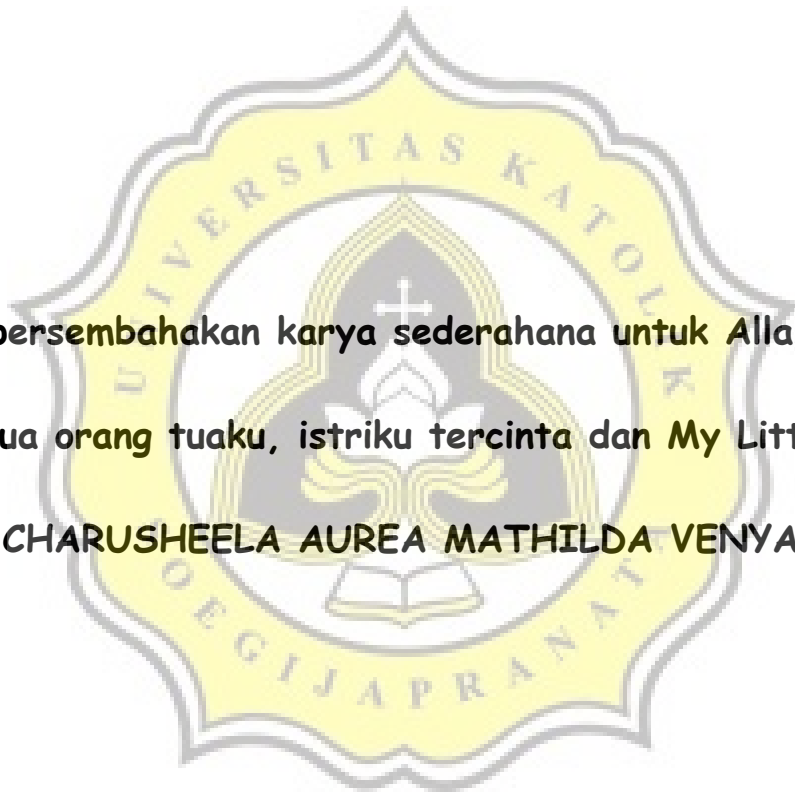 UNIVERSITAS KATOLIK
persembahakan karya sederahana untuk Alla
ua orang tuaku, istriku tercinta dan My Litt
CHARUSHEELA AUREA MATHILDA VENYA
SOEGIJAPRANATA